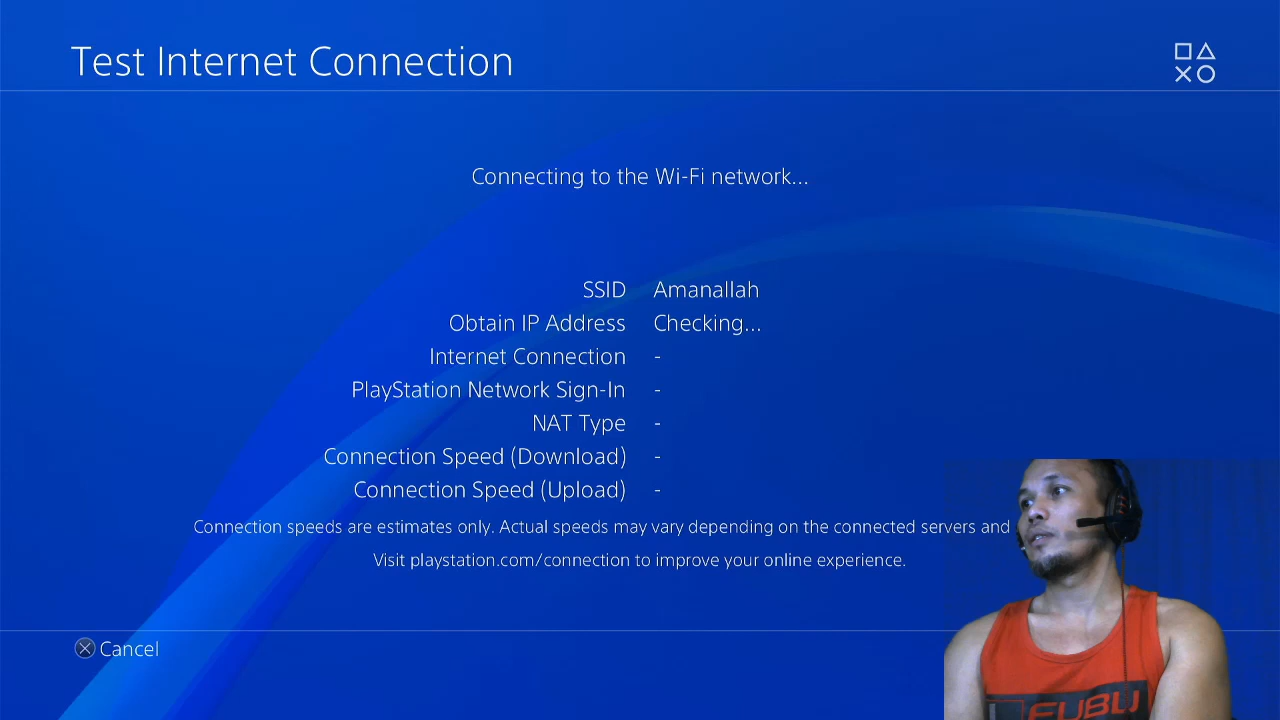 Test Internet Connection
Connecting to the Wi-Fi network...
SSID Amanallah
Obtain IP Address Checking...
Internet Connection -
PlayStation Network Sign-In -
NAT Type -
Connection Speed (Download) -
Connection Speed (Upload) -
Connection speeds are estimates only. Actual speeds may vary depending on the connected servers and
Visit playstation.com/connection to improve your online experience.
Cancel
FUBU